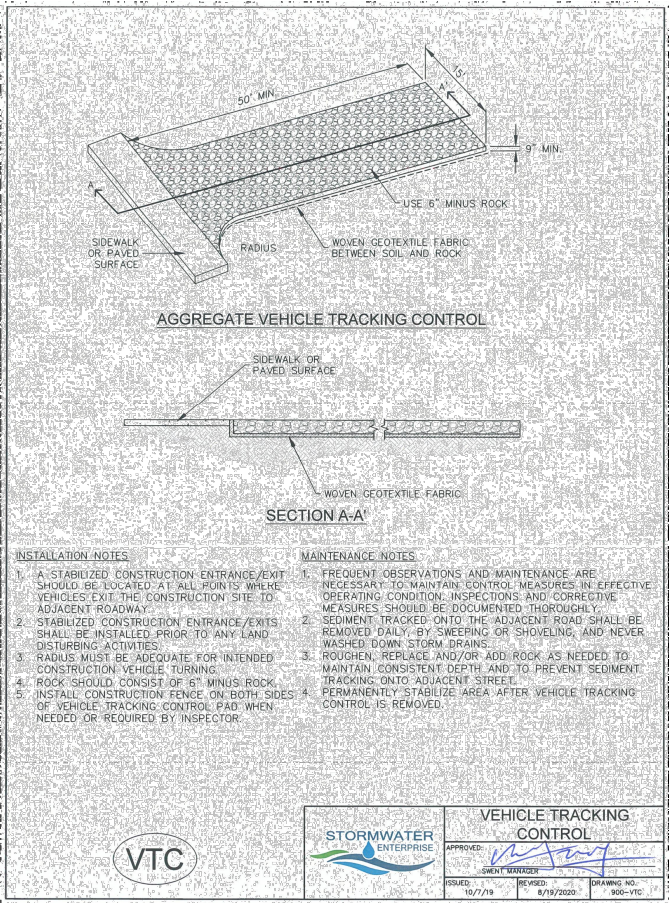 50' MIN.
15'
A'
9" MIN.
A
USE 6" MINUS ROCK
SIDEWALK
OR PAVED
SURFACE
RADIUS
WOVEN GEOTEXTILE FABRIC
BETWEEN SOIL AND ROCK
AGGREGATE VEHICLE TRACKING CONTROL
SIDEWALK OR
PAVED SURFACE
WOVEN GEOTEXTILE FABRIC
SECTION A-A'
INSTALLATION NOTES
1. A STABILIZED CONSTRUCTION ENTRANCE/EXIT
SHOULD BE LOCATED AT ALL POINTS WHERE
VEHICLES EXIT THE CONSTRUCTION SITE TO
ADJACENT ROADWAY.
2. STABILIZED CONSTRUCTION ENTRANCE/EXITS
SHALL BE INSTALLED PRIOR TO ANY LAND
DISTURBING ACTIVITIES.
3. RADIUS MUST BE ADEQUATE FOR INTENDED
CONSTRUCTION VEHICLE TURNING.
4. ROCK SHOULD CONSIST OF 6" MINUS ROCK.
5. INSTALL CONSTRUCTION FENCE ON BOTH SIDES
OF VEHICLE TRACKING CONTROL PAD WHEN
NEEDED OR REQUIRED BY INSPECTOR.
MAINTENANCE NOTES
1. FREQUENT OBSERVATIONS AND MAINTENANCE ARE
NECESSARY TO MAINTAIN CONTROL MEASURES IN EFFECTIVE
OPERATING CONDITION. INSPECTIONS AND CORRECTIVE
MEASURES SHOULD BE DOCUMENTED THOROUGHLY.
2. SEDIMENT TRACKED ONTO THE ADJACENT ROAD SHALL BE
REMOVED DAILY, BY SWEEPING OR SHOVELING, AND NEVER
WASHED DOWN STORM DRAINS.
3. ROUGHEN, REPLACE AND/OR ADD ROCK AS NEEDED TO
MAINTAIN CONSISTENT DEPTH AND TO PREVENT SEDIMENT
TRACKING ONTO ADJACENT STREET.
4. PERMANENTLY STABILIZE AREA AFTER VEHICLE TRACKING
CONTROL IS REMOVED.
VTC
STORMWATER
ENTERPRISE
VEHICLE TRACKING
CONTROL
APPROVED:
SWENT MANAGER
ISSUED:
10/7/19
REVISED:
8/19/2020
DRAWING NO.
900-VTC